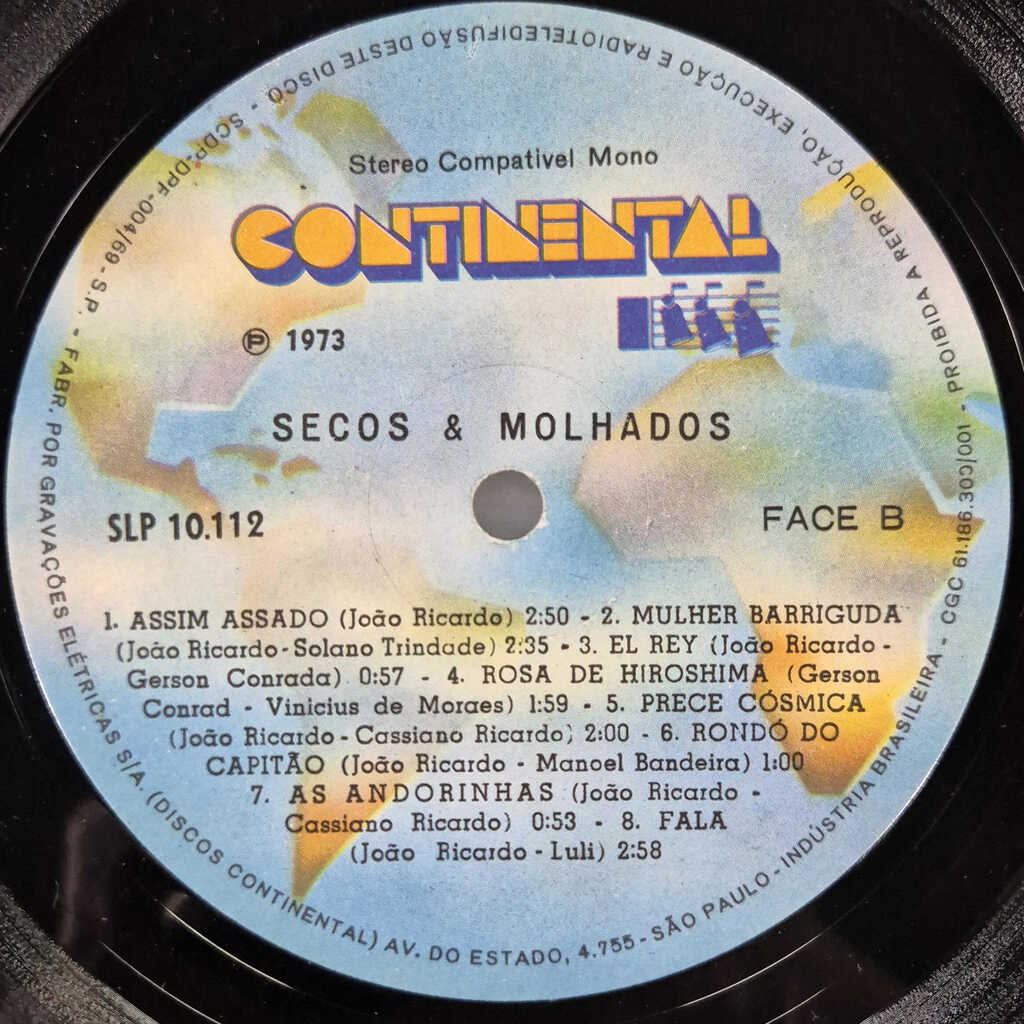 Stereo Compativel Mono
CONTINENTAL
℗ 1973
SECOS & MOLHADOS
SLP 10.112
FACE B
1. ASSIM ASSADO (João Ricardo) 2:50 - 2. MULHER BARRIGUDA
(João Ricardo - Solano Trindade) 2:35 - 3. EL REY (João Ricardo -
Gerson Conrada) 0:57 - 4. ROSA DE HIROSHIMA (Gerson
Conrad - Vinicius de Moraes) 1:59 - 5. PRECE CÓSMICA
(João Ricardo - Cassiano Ricardo) 2:00 - 6. RONDÓ DO
CAPITÃO (João Ricardo - Manoel Bandeira) 1:00
7. AS ANDORINHAS (João Ricardo -
Cassiano Ricardo) 0:53 - 8. FALA
(João Ricardo - Luli) 2:58
FABR. POR GRAVAÇÕES ELÉTRICAS S/A. (DISCOS CONTINENTAL) AV. DO ESTADO, 4.755 - SÃO PAULO - INDÚSTRIA BRASILEIRA - CGC 61.186.300/001 - PROIBIDA A REPRODUÇÃO, EXECUÇÃO E RADIOTELEDIFUSÃO DESTE DISCO - SCDP-DPF-004/69 - S.P. -